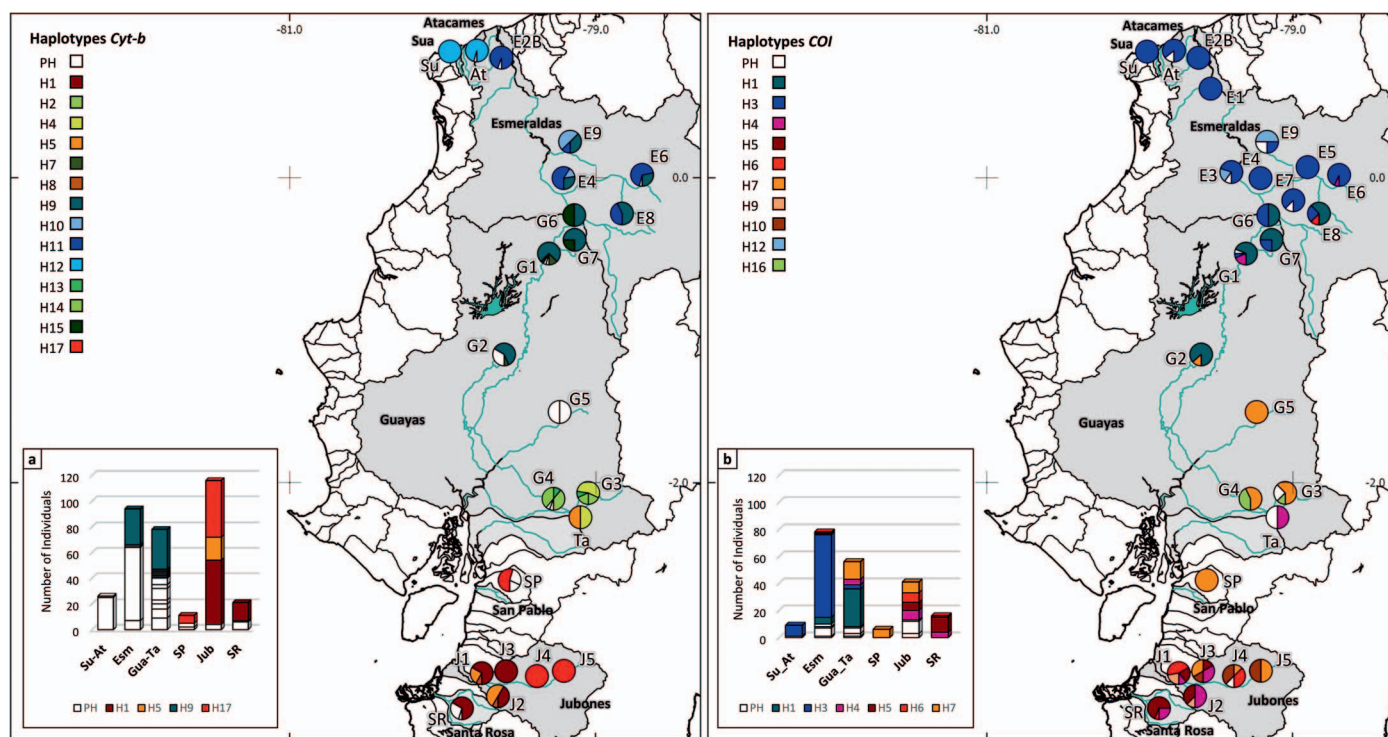 Haplotypes Cyt-b
PH
H1
H2
H4
H5
H7
H8
H9
H10
H11
H12
H13
H14
H15
H17
-81.0
-79.0
Atacames
Sua
E2B
Su
At
Esmeraldas
E9
E6
0.0
E4
E8
G6
G7
G1
G2
G5
Guayas
G4
G3
-2.0
Ta
SP
San Pablo
J1
J3
J4
J5
J2
SR
Jubones
Santa Rosa
a
Number of Individuals
120
100
80
60
40
20
0
Su-At
Esm
Gua-Ta
SP
Jub
SR
PH H1 H5 H9 H17
Haplotypes COI
PH
H1
H3
H4
H5
H6
H7
H9
H10
H12
H16
-81.0
-79.0
Atacames
Sua
E2B
Su
At
E1
Esmeraldas
E9
E4
E5
E3
E7
E6
0.0
G6
E8
G7
G1
G2
G5
Guayas
G4
G3
-2.0
Ta
SP
San Pablo
J1
J3
J4
J5
J2
SR
Jubones
Santa Rosa
b
Number of Individuals
120
100
80
60
40
20
0
Su_At
Esm
Gua_Ta
SP
Jub
SR
PH H1 H3 H4 H5 H6 H7